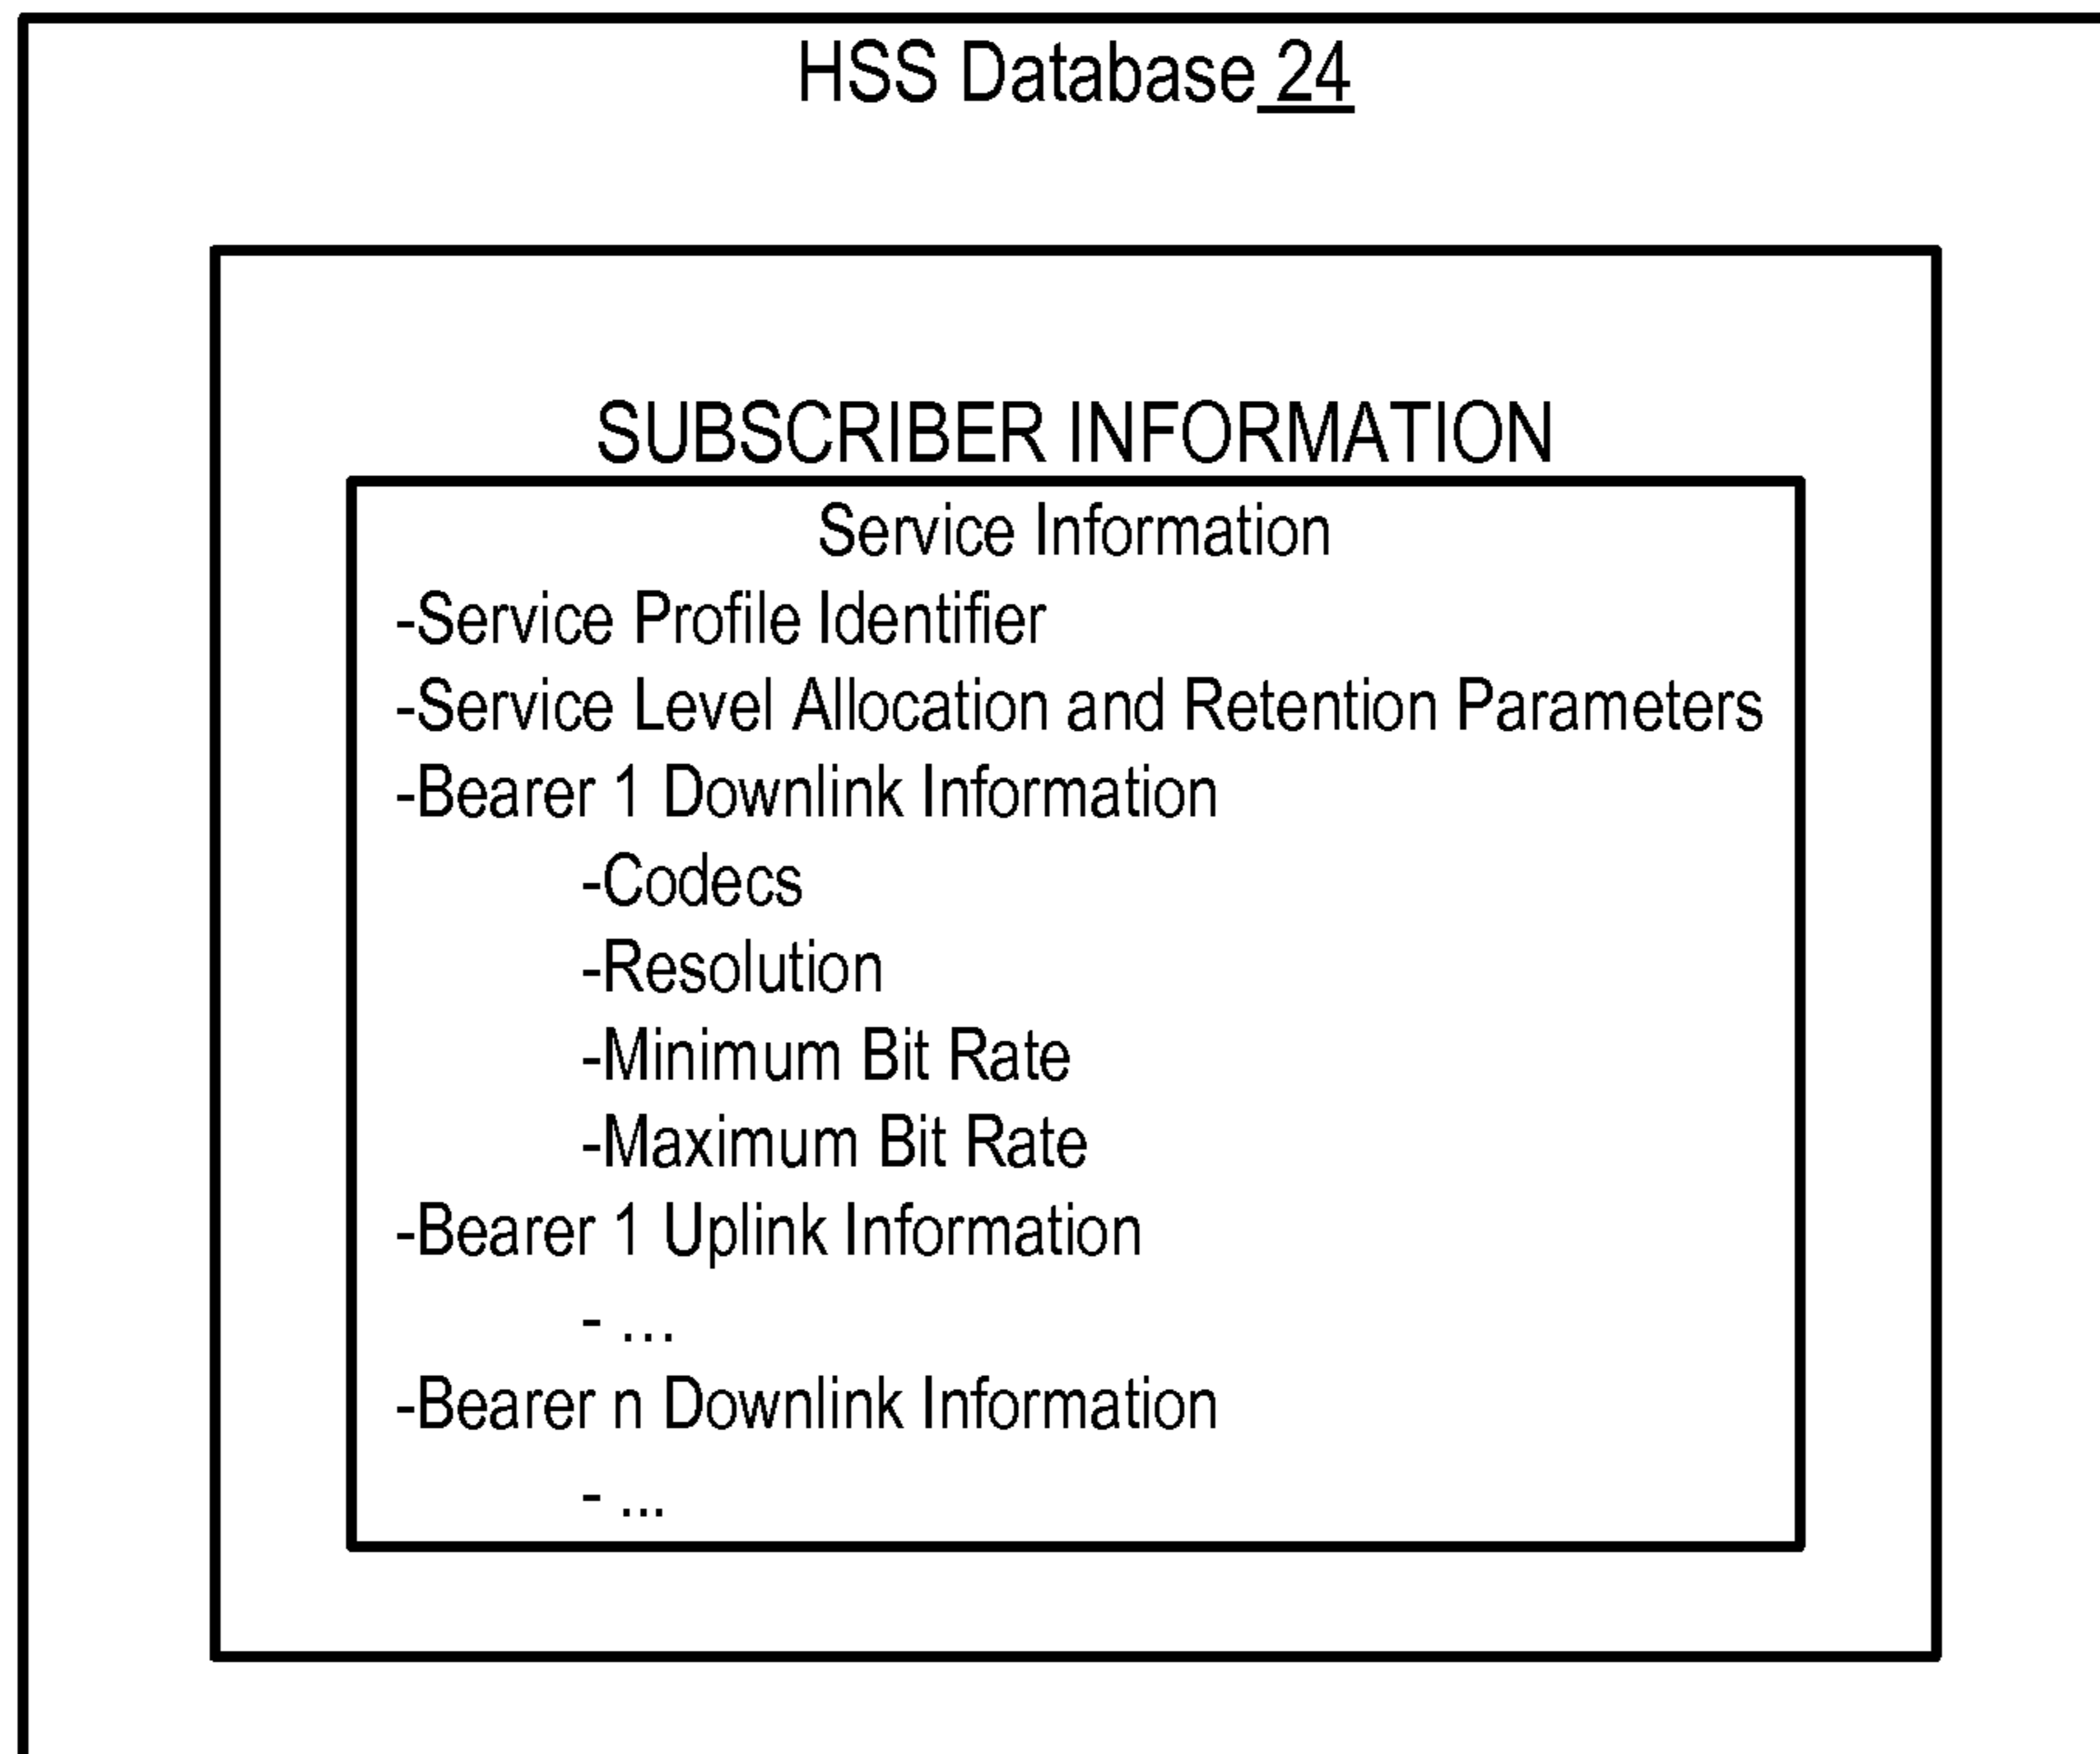 HSS Database 24
SUBSCRIBER INFORMATION
Service Information
-Service Profile Identifier
-Service Level Allocation and Retention Parameters
-Bearer 1 Downlink Information
-Codecs
-Resolution
-Minimum Bit Rate
-Maximum Bit Rate
-Bearer 1 Uplink Information
- ...
-Bearer n Downlink Information
- ...